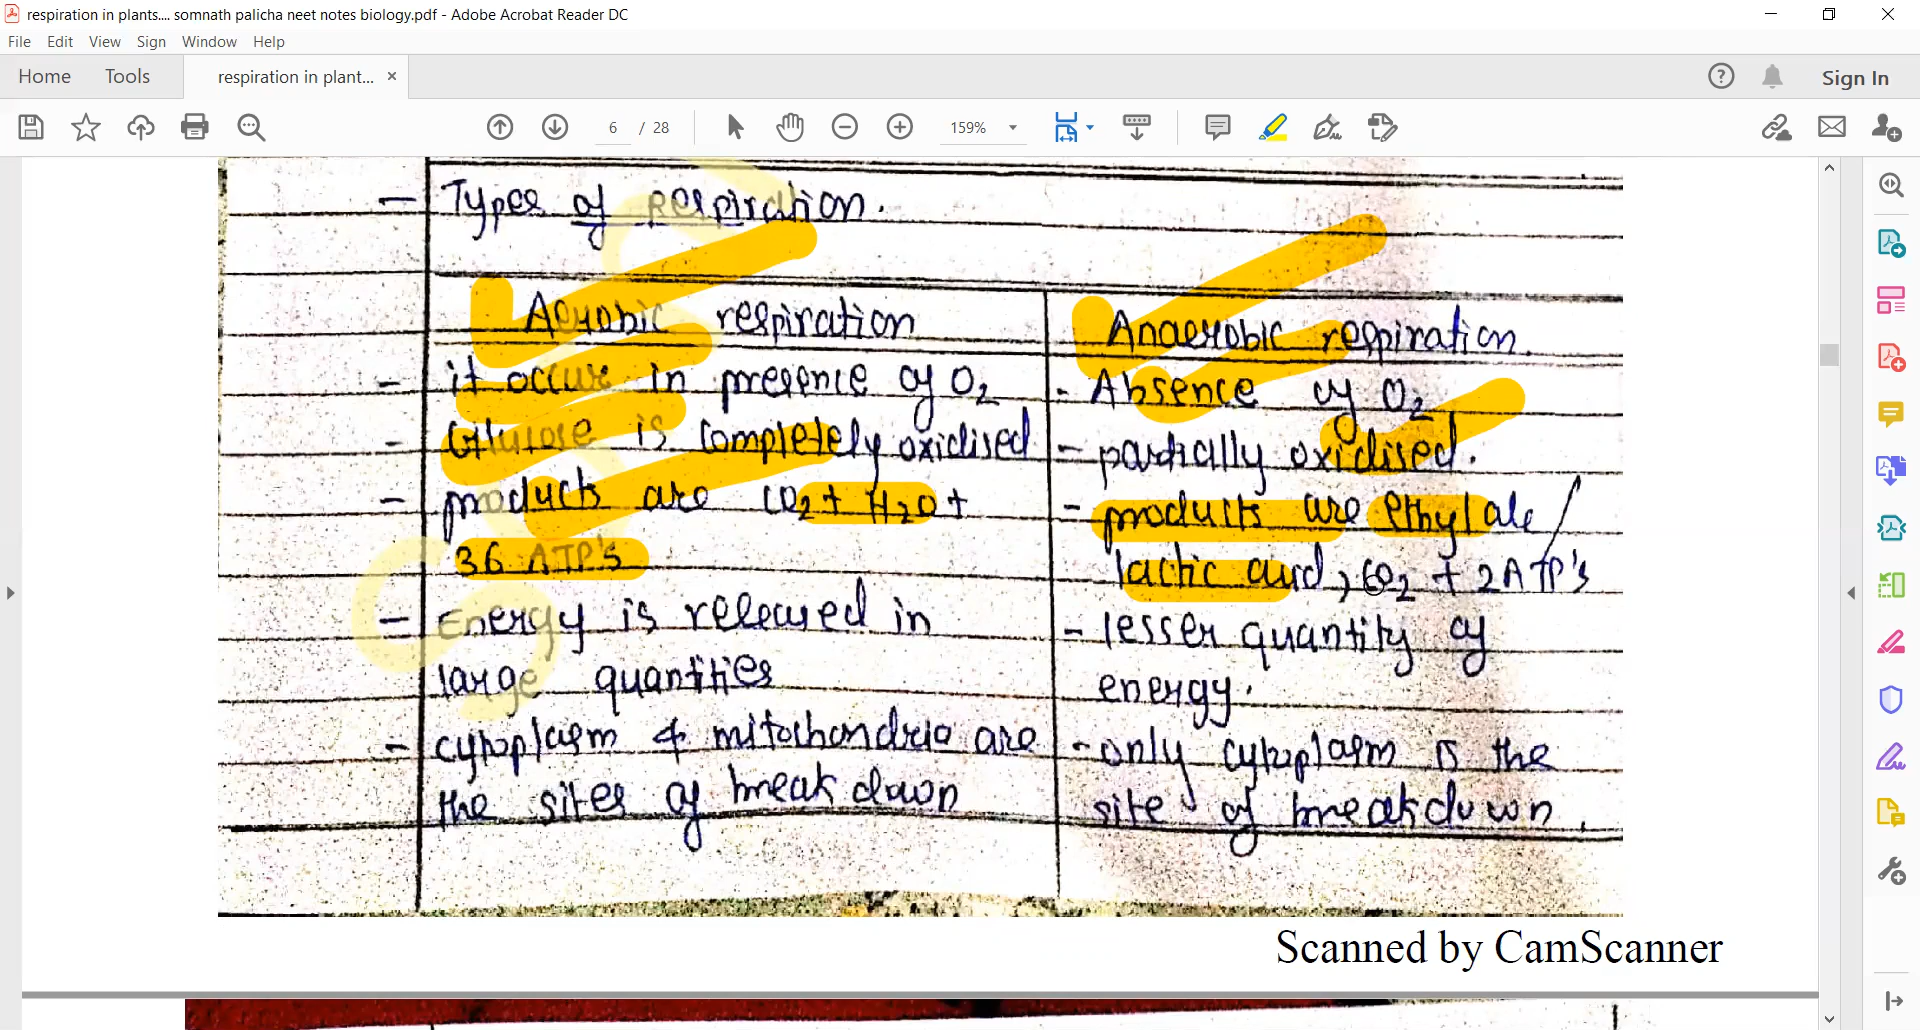 respiration in plants.... somnath palicha neet notes biology.pdf - Adobe Acrobat Reader DC
File Edit View Sign Window Help
Home Tools respiration in plant... × Sign In
6 / 28 159%
– Types of respiration.
Aerobic respiration
Anaerobic respiration.
– it occur in presence of O₂
- Absence of O₂
– Glucose is completely oxidised
– partially oxidised.
– products are CO₂ + H₂O +
36 ATP's
– products are Ethyl alc /
lactic acid, CO₂ + 2ATP's
– Energy is released in
large quantities
– lesser quantity of
energy.
– cytoplasm & mitochondria are
the sites of break down
- only cytoplasm is the
site of breakdown.
Scanned by CamScanner